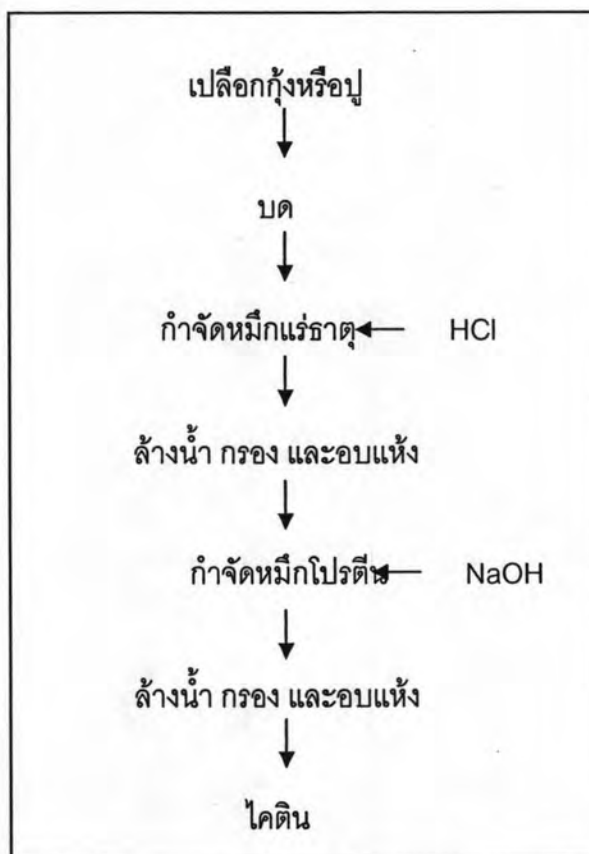 เปลือกกุ้งหรือปู
บด
กำจัดหมึกแร่ธาตุ HCl
ล้างน้ำ กรอง และอบแห้ง
กำจัดหมึกโปรตีน NaOH
ล้างน้ำ กรอง และอบแห้ง
ไคติน